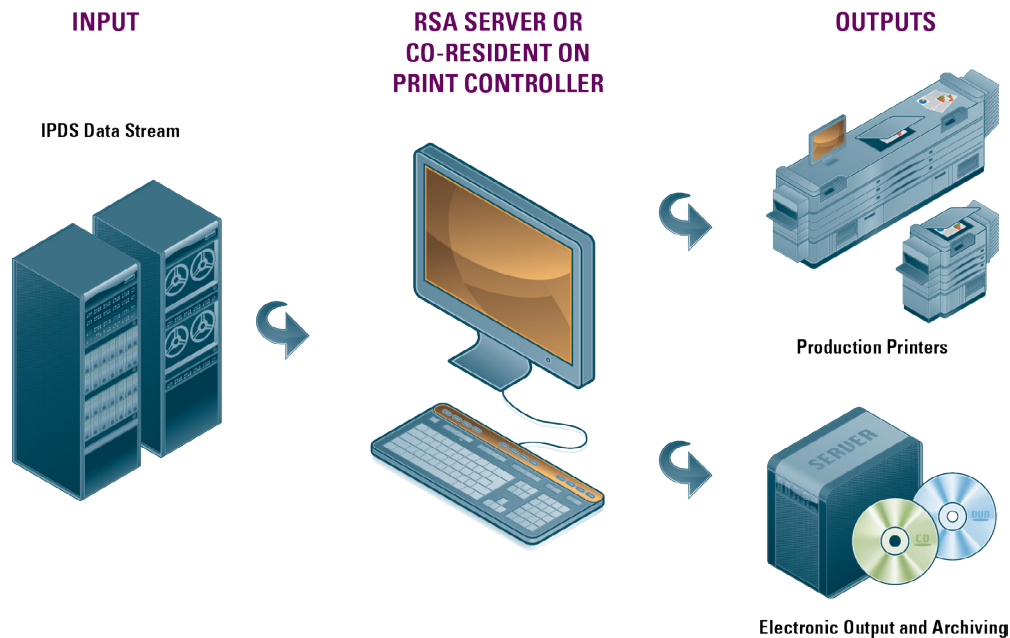 INPUT
RSA SERVER OR
CO-RESIDENT ON
PRINT CONTROLLER
OUTPUTS
IPDS Data Stream
Production Printers
SERVER
CD
DVD
Electronic Output and Archiving